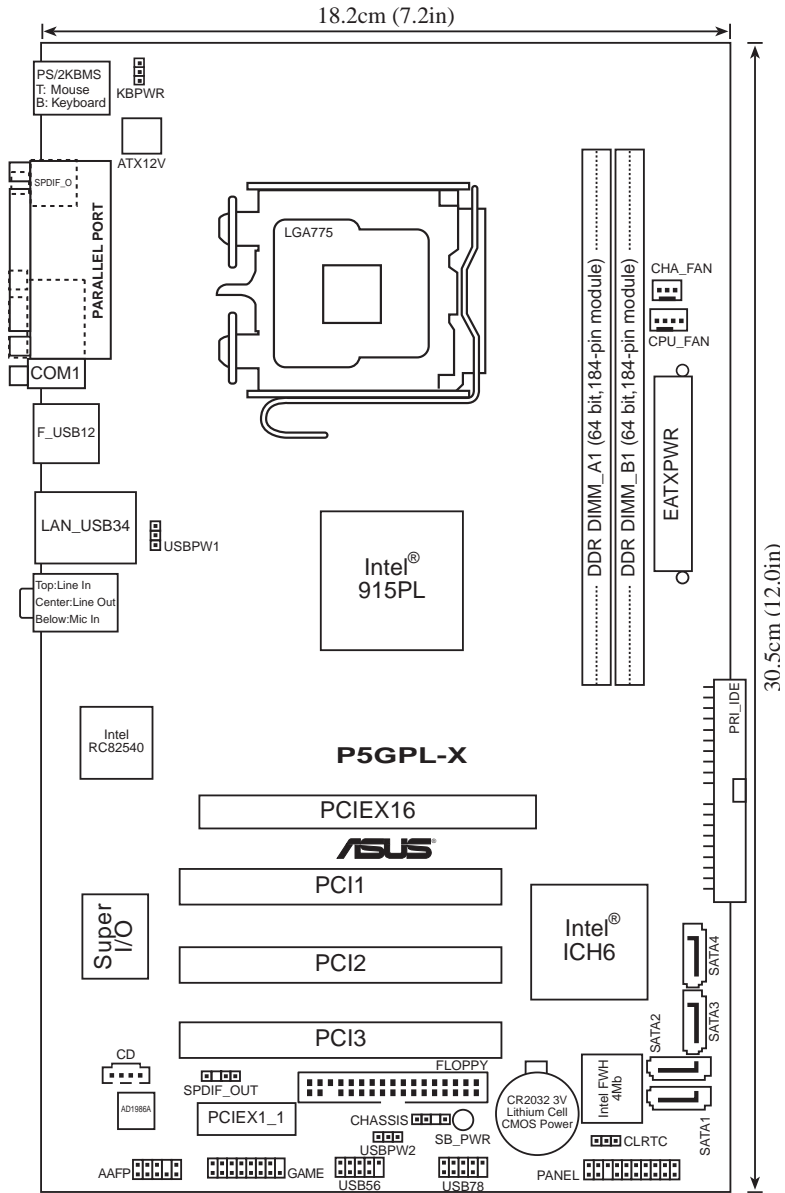 18.2cm (7.2in)
PS/2KBMS
T: Mouse
B: Keyboard
KBPWR
ATX12V
SPDIF_O
PARALLEL PORT
LGA775
DDR DIMM_A1 (64 bit,184-pin module)
DDR DIMM_B1 (64 bit,184-pin module)
CHA_FAN
CPU_FAN
COM1
F_USB12
EATXPWR
LAN_USB34
USBPW1
Intel®
915PL
30.5cm (12.0in)
Top:Line In
Center:Line Out
Below:Mic In
PRI_IDE
Intel
RC82540
P5GPL-X
PCIEX16
ASUS®
PCI1
Super
I/O
Intel®
ICH6
PCI2
SATA4
SATA3
PCI3
SATA2
CD
FLOPPY
SPDIF_OUT
AD1986A
PCIEX1_1
CHASSIS
SB_PWR
CR2032 3V
Lithium Cell
CMOS Power
Intel FWH
4Mb
SATA1
USBPW2
CLRTC
AAFP
GAME
USB56
USB78
PANEL